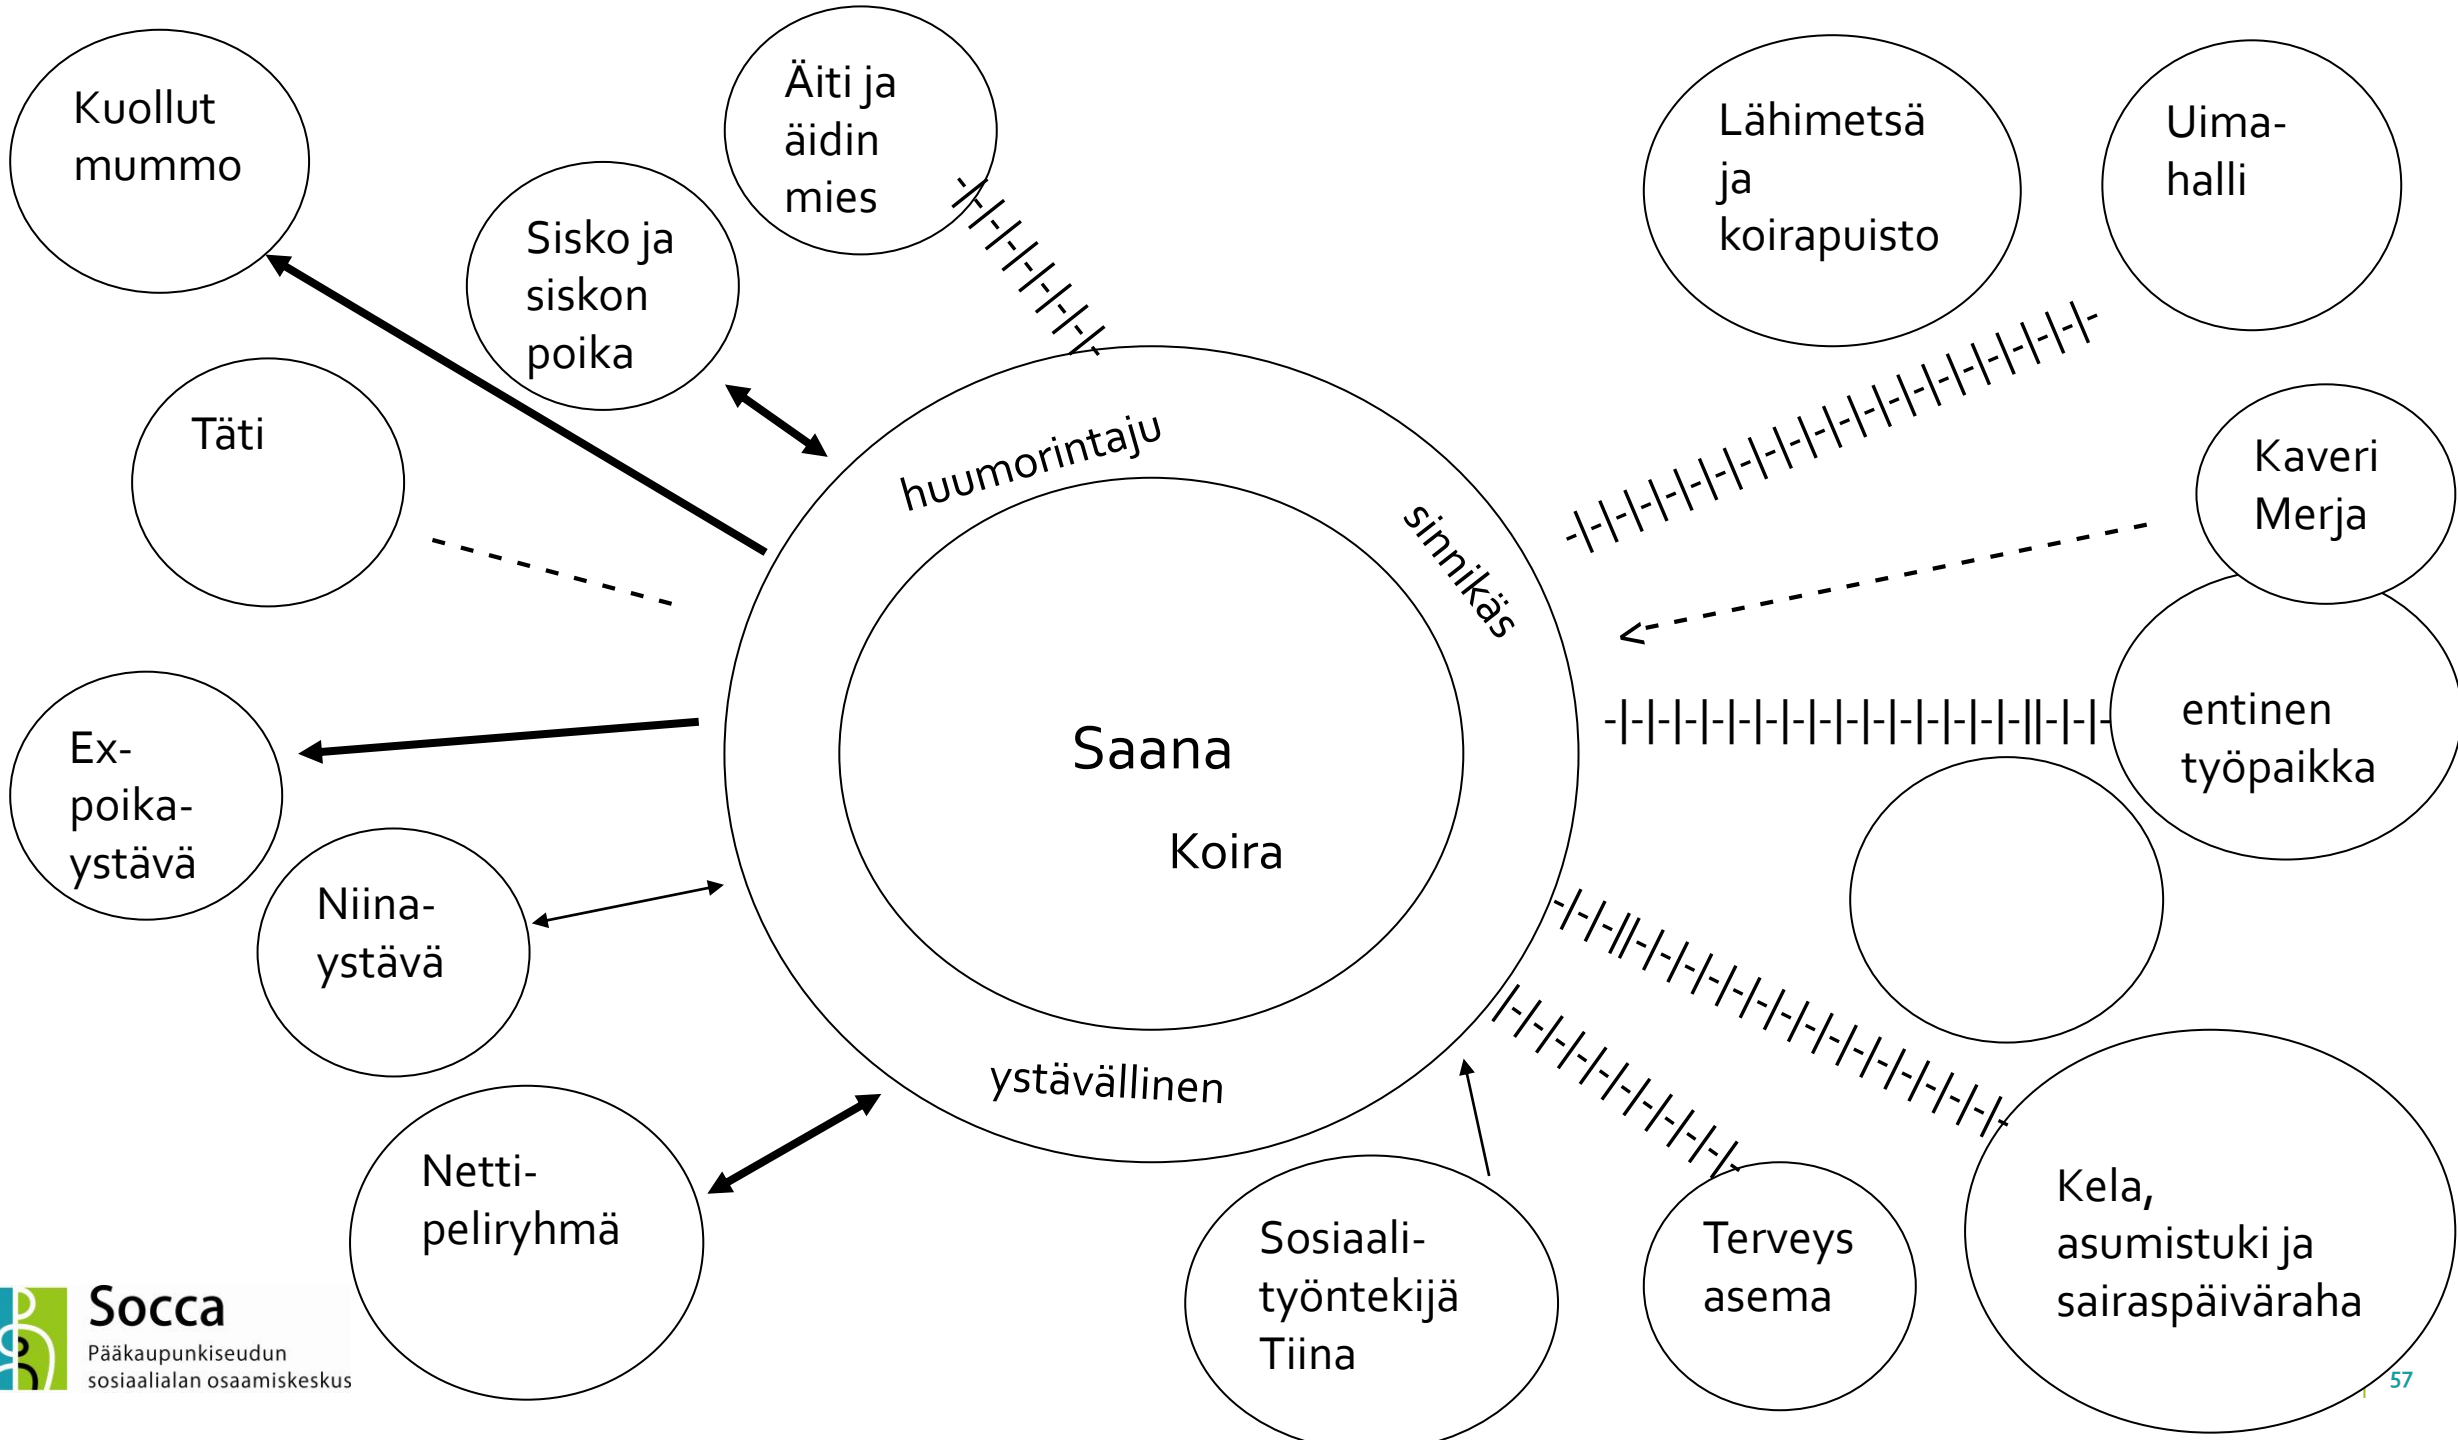 Kuollut
mummo
Äiti ja
äidin
mies
Sisko ja
siskon
poika
Täti
Lähimetsä
ja
koirapuisto
Uima-
halli
Kaveri
Merja
huumorintaju
sinnikäs
Saana
Koira
ystävällinen
entinen
työpaikka
Ex-
poika-
ystävä
Niina-
ystävä
Netti-
peliryhmä
Sosiaali-
työntekijä
Tiina
Terveys
asema
Kela,
asumistuki ja
sairaspäiväraha
Socca
Pääkaupunkiseudun
sosiaalialan osaamiskeskus
57